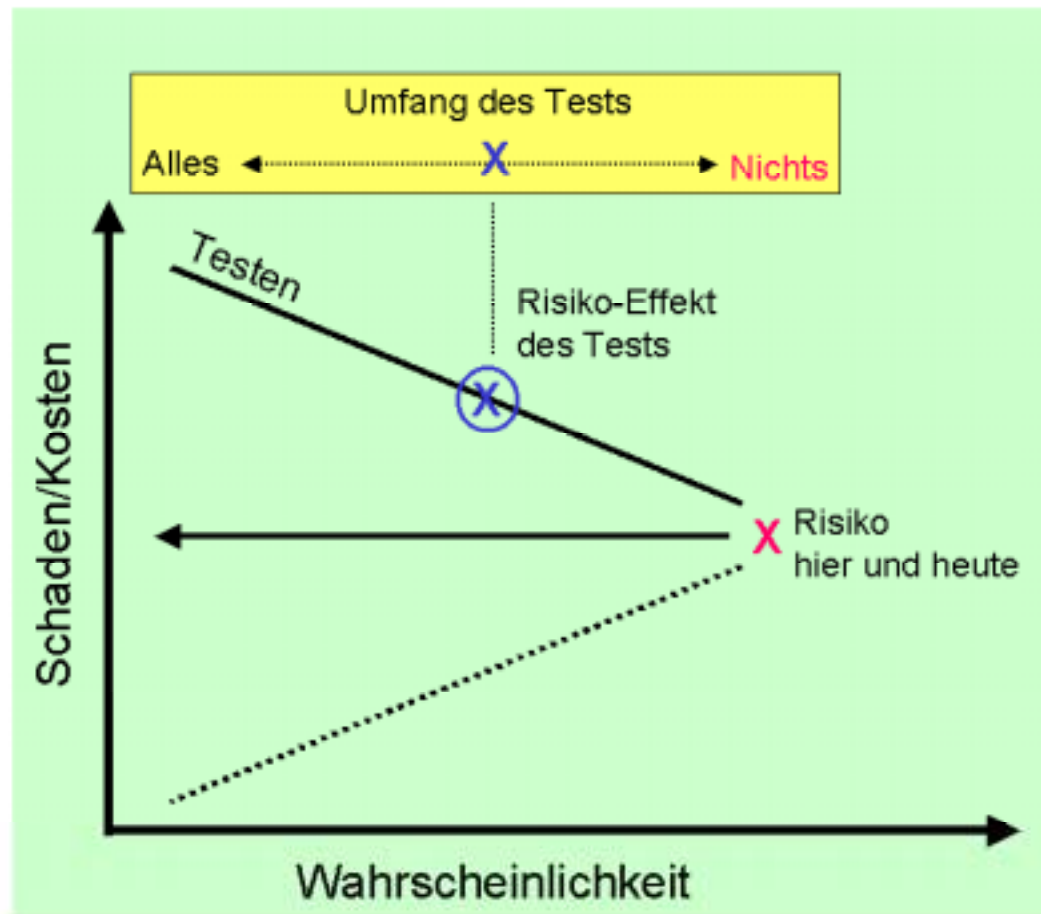 Umfang des Tests
Alles X Nichts
Testen
Risiko-Effekt
des Tests
X
Schaden/Kosten
X Risiko
hier und heute
Wahrscheinlichkeit